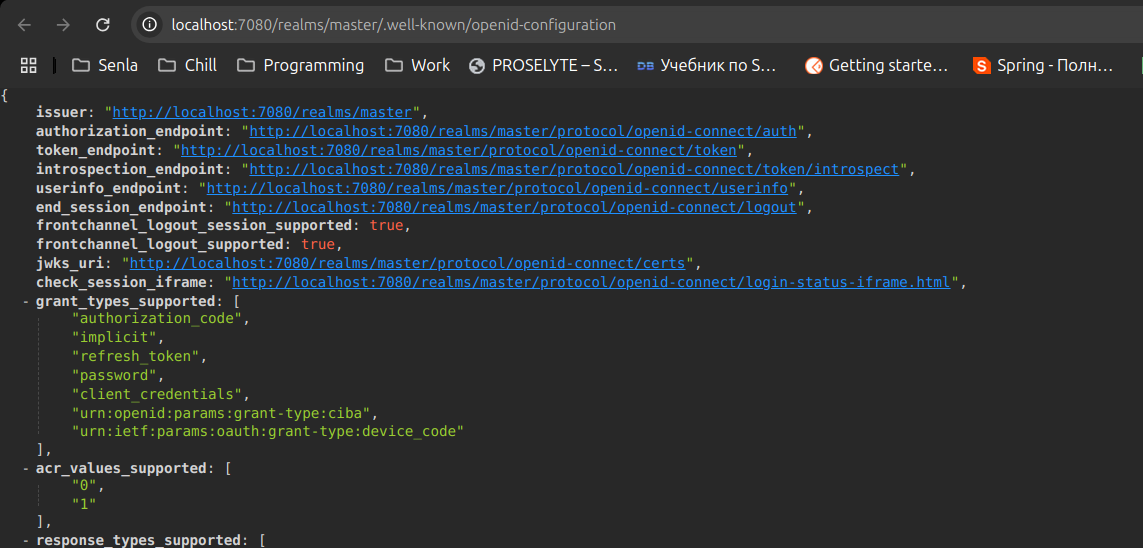 localhost:7080/realms/master/.well-known/openid-configuration
Senla Chill Programming Work PROSELYTE – S... DB Учебник по S... Getting starte... Spring - Полн...
{
issuer: "http://localhost:7080/realms/master",
authorization_endpoint: "http://localhost:7080/realms/master/protocol/openid-connect/auth",
token_endpoint: "http://localhost:7080/realms/master/protocol/openid-connect/token",
introspection_endpoint: "http://localhost:7080/realms/master/protocol/openid-connect/token/introspect",
userinfo_endpoint: "http://localhost:7080/realms/master/protocol/openid-connect/userinfo",
end_session_endpoint: "http://localhost:7080/realms/master/protocol/openid-connect/logout",
frontchannel_logout_session_supported: true,
frontchannel_logout_supported: true,
jwks_uri: "http://localhost:7080/realms/master/protocol/openid-connect/certs",
check_session_iframe: "http://localhost:7080/realms/master/protocol/openid-connect/login-status-iframe.html",
- grant_types_supported: [
"authorization_code",
"implicit",
"refresh_token",
"password",
"client_credentials",
"urn:openid:params:grant-type:ciba",
"urn:ietf:params:oauth:grant-type:device_code"
],
- acr_values_supported: [
"0",
"1"
],
- response_types_supported: [